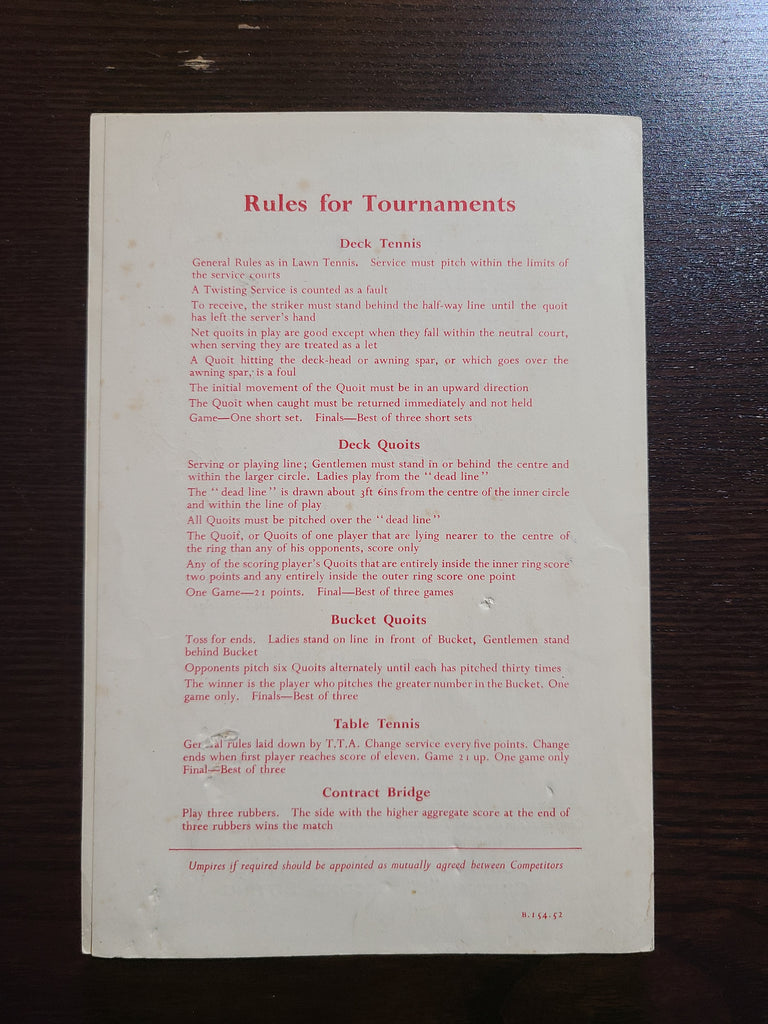 Rules for Tournaments
Deck Tennis
General Rules as in Lawn Tennis. Service must pitch within the limits of
the service courts
A Twisting Service is counted as a fault
To receive, the striker must stand behind the half-way line until the quoit
has left the server's hand
Net quoits in play are good except when they fall within the neutral court,
when serving they are treated as a let
A Quoit hitting the deck-head or awning spar, or which goes over the
awning spar, is a foul
The initial movement of the Quoit must be in an upward direction
The Quoit when caught must be returned immediately and not held
Game—One short set. Finals—Best of three short sets
Deck Quoits
Serving or playing line; Gentlemen must stand in or behind the centre and
within the larger circle. Ladies play from the "dead line"
The "dead line" is drawn about 3ft 6ins from the centre of the inner circle
and within the line of play
All Quoits must be pitched over the "dead line"
The Quoit, or Quoits of one player that are lying nearer to the centre of
the ring than any of his opponents, score only
Any of the scoring player's Quoits that are entirely inside the inner ring score
two points and any entirely inside the outer ring score one point
One Game—21 points. Final—Best of three games
Bucket Quoits
Toss for ends. Ladies stand on line in front of Bucket, Gentlemen stand
behind Bucket
Opponents pitch six Quoits alternately until each has pitched thirty times
The winner is the player who pitches the greater number in the Bucket. One
game only. Finals—Best of three
Table Tennis
General rules laid down by T.T.A. Change service every five points. Change
ends when first player reaches score of eleven. Game 21 up. One game only
Final—Best of three
Contract Bridge
Play three rubbers. The side with the higher aggregate score at the end of
three rubbers wins the match
Umpires if required should be appointed as mutually agreed between Competitors
B.154.52